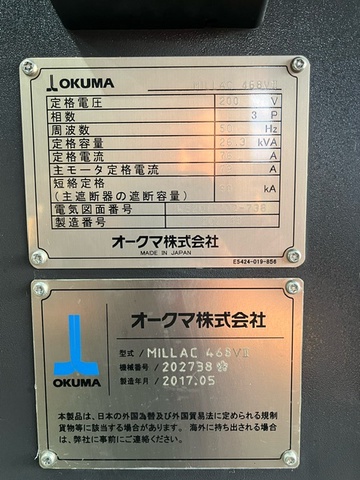 OKUMA MILLAC 468VⅡ
定格電圧 200 V
相数 3 P
周波数 Hz
定格容量 kVA
定格電流 A
主モータ定格電流 A
短絡定格
(主遮断器の遮断容量) kA
電気図面番号
製造番号
オークマ株式会社
MADE IN JAPAN
E5424-019-856
オークマ株式会社
型式/ MILLAC 468VⅡ
機械番号/ 202738
製造年月/ 2017.05
OKUMA
本製品は、日本の外国為替及び外国貿易法に定められる規制
貨物等に該当する場合があります。 海外に持ち出される場合
は、弊社に事前にご連絡ください。